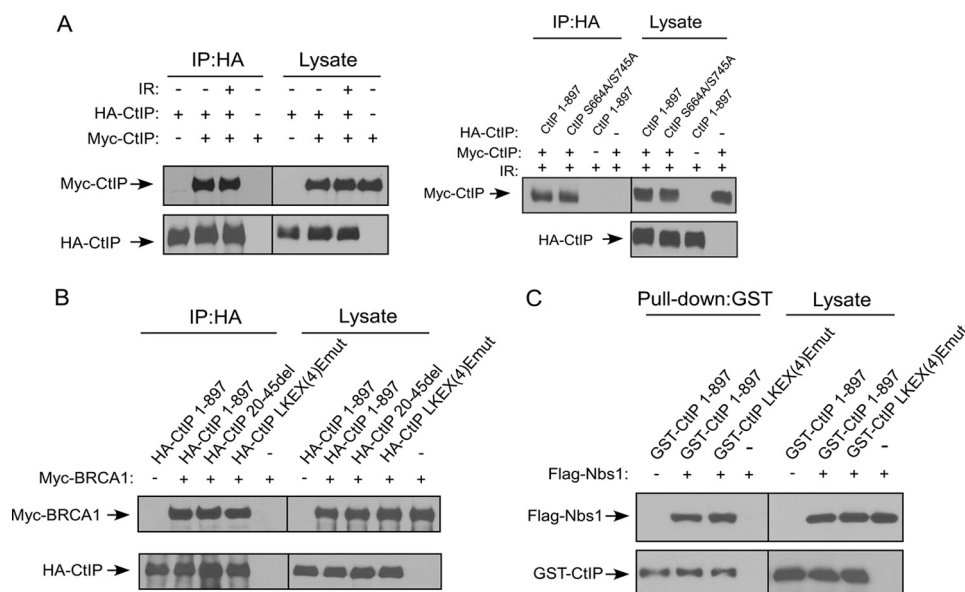 A
IP:HA
Lysate
IR: - - + - - - + -
HA-CtIP: + + + - + + + -
Myc-CtIP: - + + + - + + +
Myc-CtIP
HA-CtIP
IP:HA
Lysate
CtIP 1-897
CtIP S664A/S745A
CtIP 1-897
CtIP 1-897
CtIP S664A/S745A
CtIP 1-897
HA-CtIP: - -
Myc-CtIP: + + - + + + - +
IR: + + + + + + + +
Myc-CtIP
HA-CtIP
B
IP:HA
Lysate
HA-CtIP 1-897
HA-CtIP 1-897
HA-CtIP 20-45del
HA-CtIP LKEX(4)Emut
-
HA-CtIP 1-897
HA-CtIP 1-897
HA-CtIP 20-45del
HA-CtIP LKEX(4)Emut
-
Myc-BRCA1: - + + + + - + + + +
Myc-BRCA1
HA-CtIP
C
Pull-down:GST
Lysate
GST-CtIP 1-897
GST-CtIP 1-897
GST-CtIP LKEX(4)Emut
-
GST-CtIP 1-897
GST-CtIP 1-897
GST-CtIP LKEX(4)Emut
-
Flag-Nbs1: - + + + - + + +
Flag-Nbs1
GST-CtIP